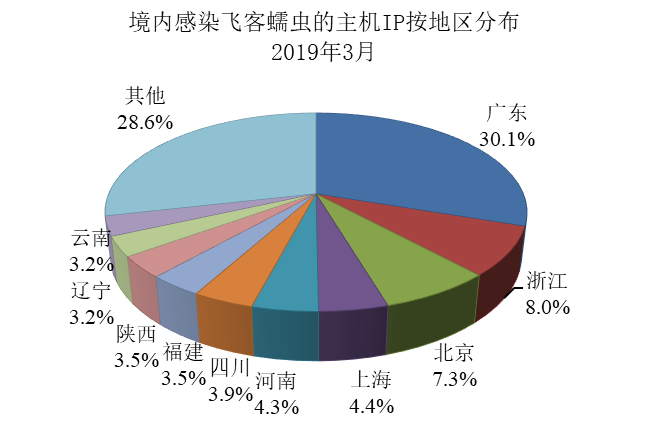 境内感染飞客蠕虫的主机IP按地区分布
2019年3月
其他
28.6%
广东
30.1%
云南
3.2%
浙江
8.0%
辽宁
3.2%
陕西
3.5%
福建
3.5%
四川
3.9%
河南
4.3%
上海
4.4%
北京
7.3%